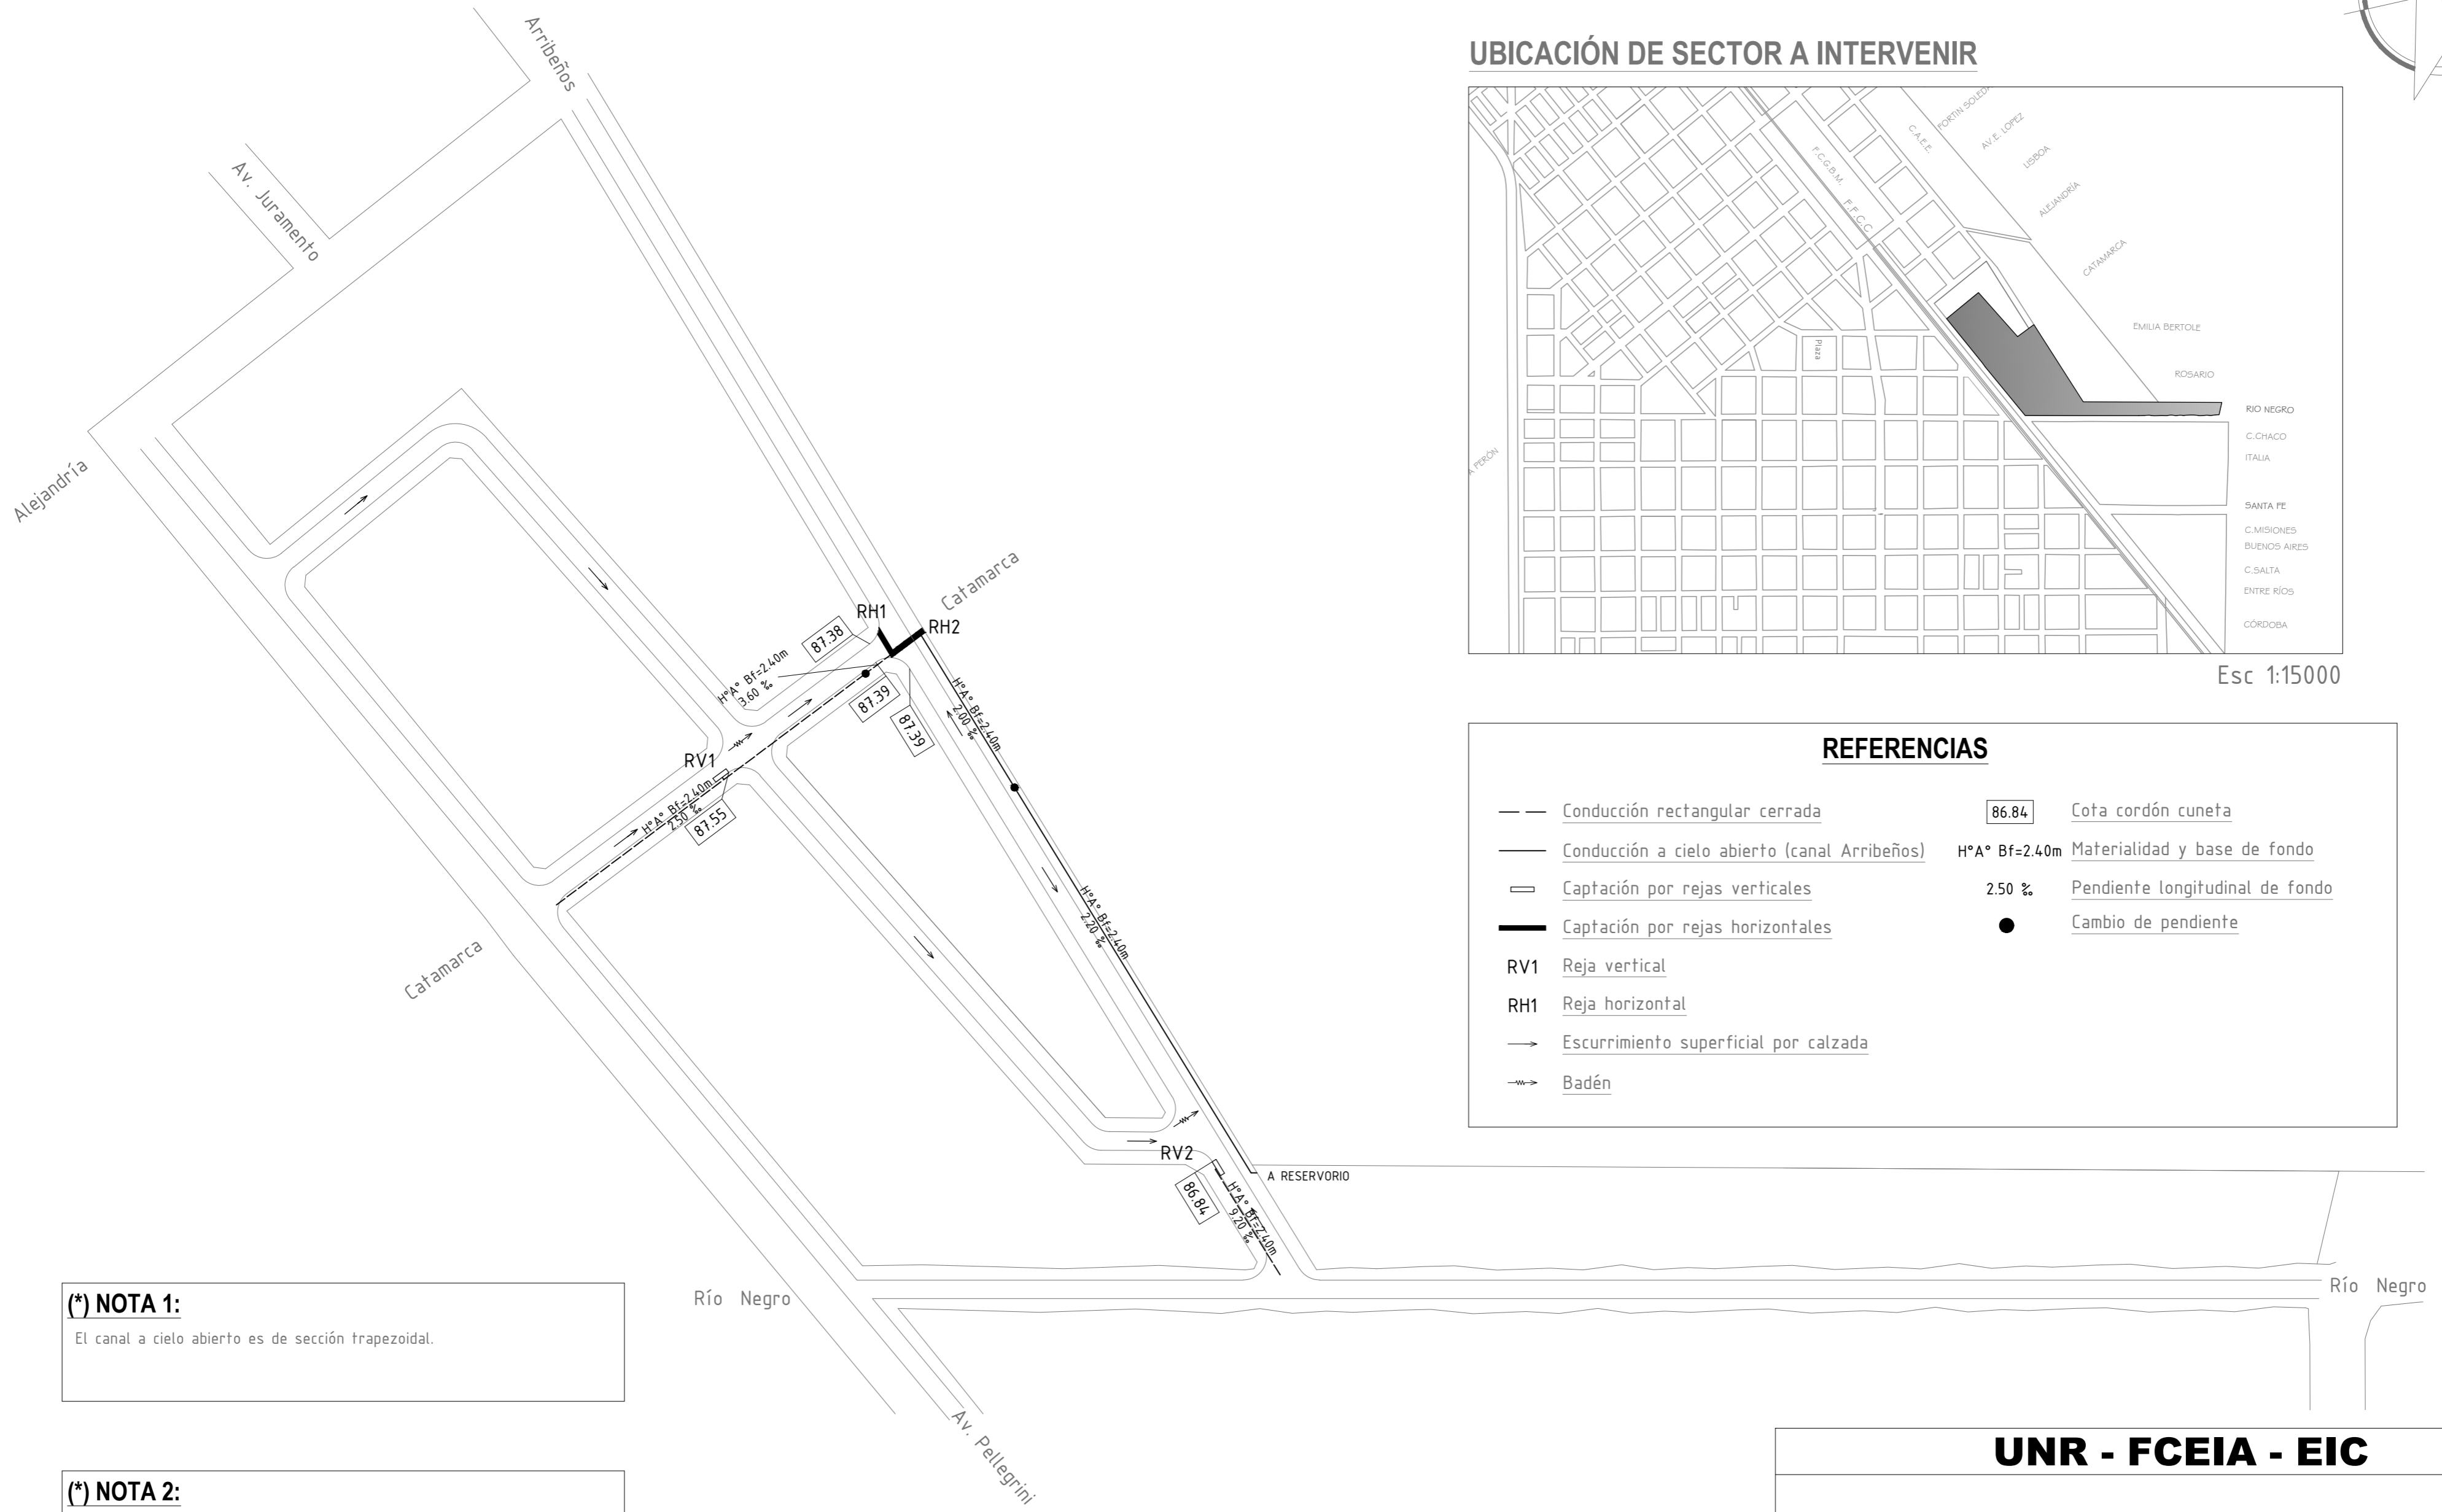 Arribeños
Av. Juramento
Alejandría
Catamarca
RH1
RH2
87.38
H°A° Bf=2.40m
3.60 ‰
87.39
87.39
H°A° Bf=2.40m
2.00 ‰
RV1
H°A° Bf=2.40m
2.50 ‰
87.55
H°A° Bf=2.40m
2.20 ‰
Catamarca
RV2
86.84
H°A° Bf=2.40m
9.20 ‰
A RESERVORIO
Río Negro
Río Negro
Av. Pellegrini
UBICACIÓN DE SECTOR A INTERVENIR
C.A.E.E.
AV. E. LOPEZ
LISBOA
ALEJANDRÍA
CATAMARCA
F.C.G.B.M.
F.F.C.C
EMILIA BERTOLE
Plaza
ROSARIO
RIO NEGRO
C.CHACO
ITALIA
A PERÓN
SANTA FE
C.MISIONES
BUENOS AIRES
C.SALTA
ENTRE RÍOS
CÓRDOBA
Esc 1:15000
REFERENCIAS
Conducción rectangular cerrada
Conducción a cielo abierto (canal Arribeños)
Captación por rejas verticales
Captación por rejas horizontales
RV1 Reja vertical
RH1 Reja horizontal
Escurrimiento superficial por calzada
Badén
86.84 Cota cordón cuneta
H°A° Bf=2.40m Materialidad y base de fondo
2.50 ‰ Pendiente longitudinal de fondo
Cambio de pendiente
(*) NOTA 1:
El canal a cielo abierto es de sección trapezoidal.
(*) NOTA 2:
UNR - FCEIA - EIC